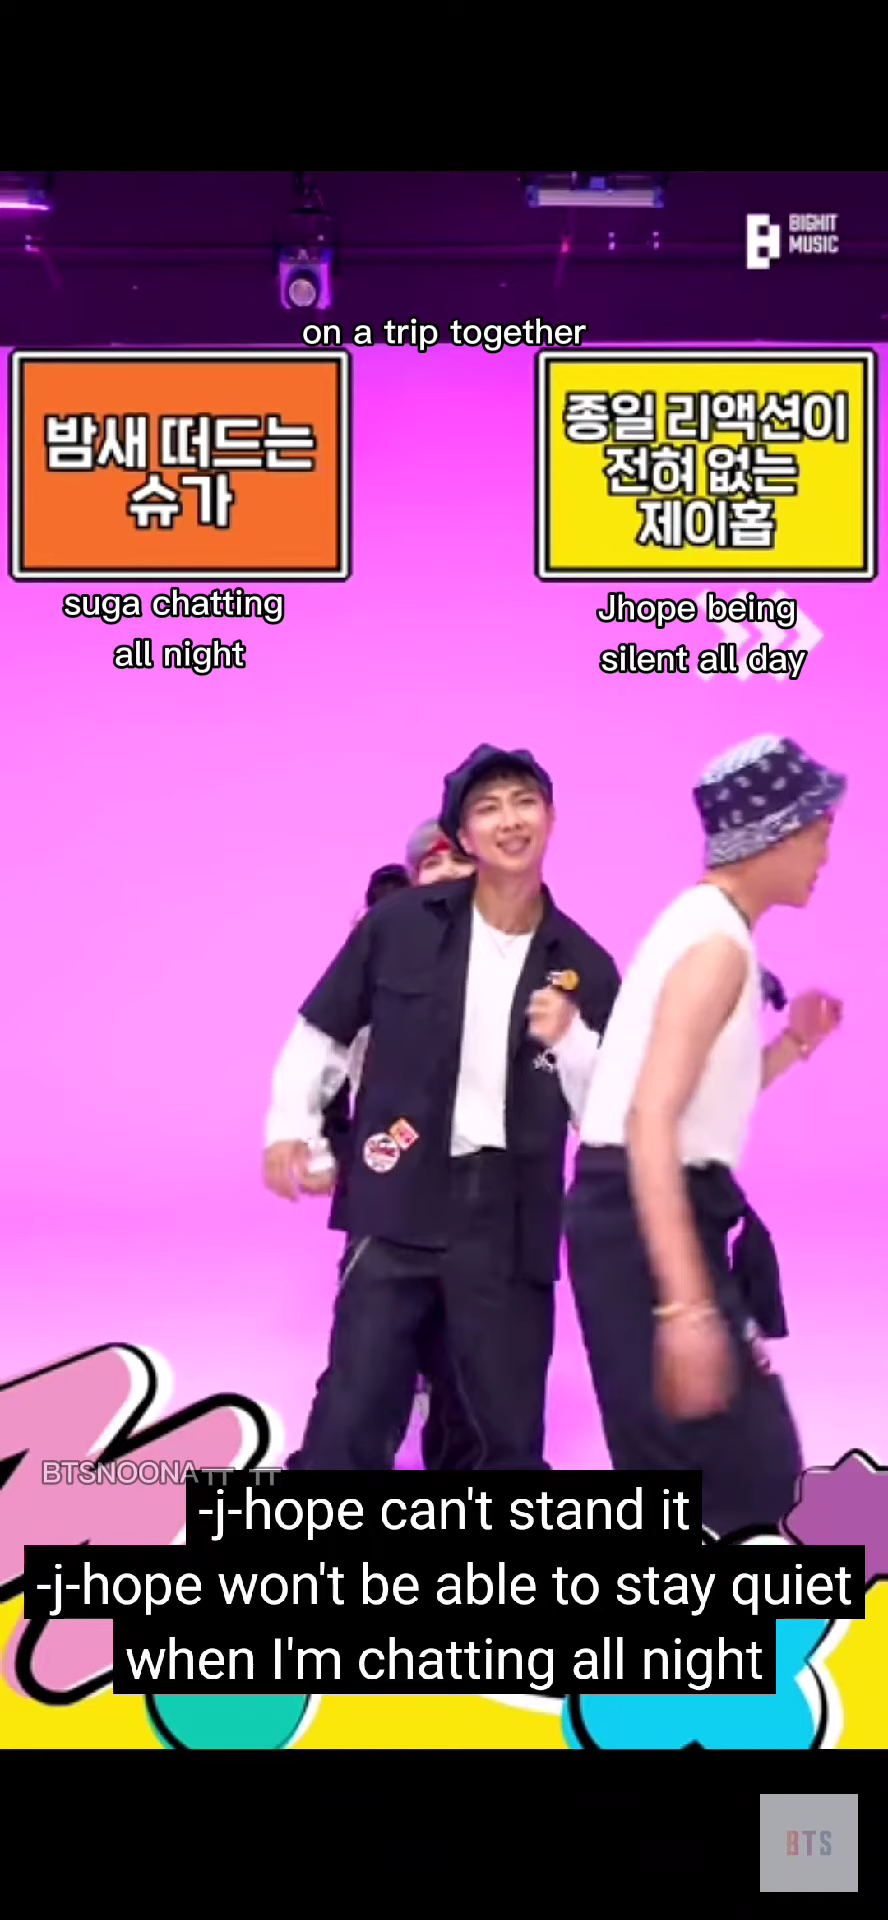 BIGHIT
MUSIC
on a trip together
밤새 떠드는
슈가
종일 리액션이
전혀 없는
제이홉
suga chatting
all night
Jhope being
silent all day
BTSNOONAㅠ ㅠ
-j-hope can't stand it
-j-hope won't be able to stay quiet
when I'm chatting all night
BTS